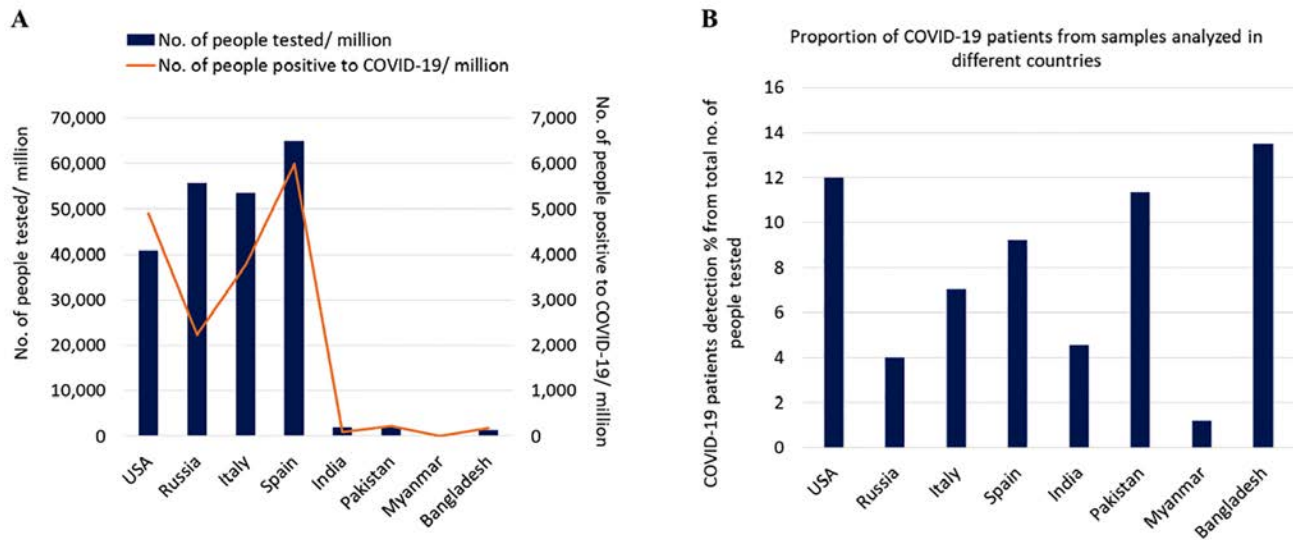 A
No. of people tested/ million
No. of people positive to COVID-19/ million
No. of people tested/ million
70,000
60,000
50,000
40,000
30,000
20,000
10,000
0
7,000
6,000
5,000
4,000
3,000
2,000
1,000
0
No. of people positive to COVID-19/ million
USA
Russia
Italy
Spain
India
Pakistan
Myanmar
Bangladesh
B
Proportion of COVID-19 patients from samples analyzed in
different countries
COVID-19 patients detection % from total no. of
people tested
16
14
12
10
8
6
4
2
0
USA
Russia
Italy
Spain
India
Pakistan
Myanmar
Bangladesh